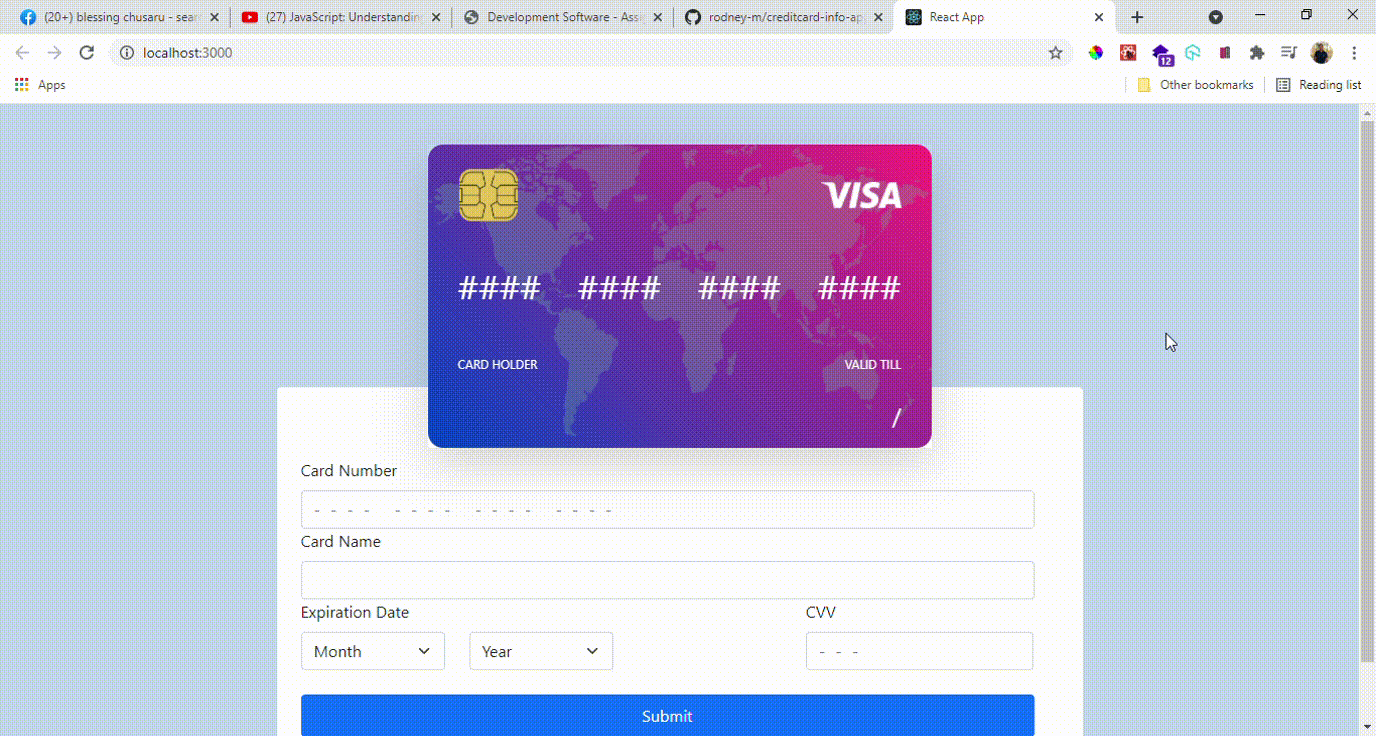 (20+) blessing chusaru - sear
(27) JavaScript: Understandin
Development Software - Assi
rodney-m/creditcard-info-ap
React App
localhost:3000
12
Apps
Other bookmarks
Reading list
VISA
#### #### #### ####
CARD HOLDER
VALID TILL
/
Card Number
- - - - - - - - - - - - - - - -
Card Name
Expiration Date
CVV
Month
Year
- - -
Submit